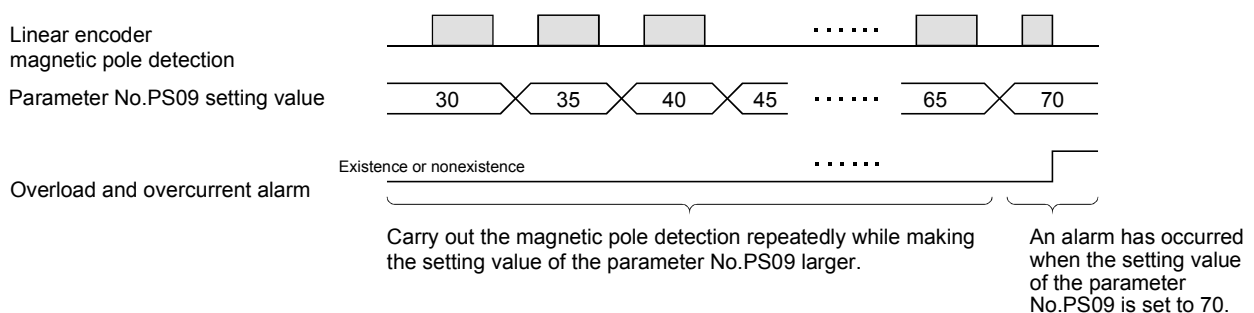 Linear encoder
magnetic pole detection
Parameter No.PS09 setting value
30 35 40 45 ...... 65 70
Existence or nonexistence
Overload and overcurrent alarm
Carry out the magnetic pole detection repeatedly while making
the setting value of the parameter No.PS09 larger.
An alarm has occurred
when the setting value
of the parameter
No.PS09 is set to 70.